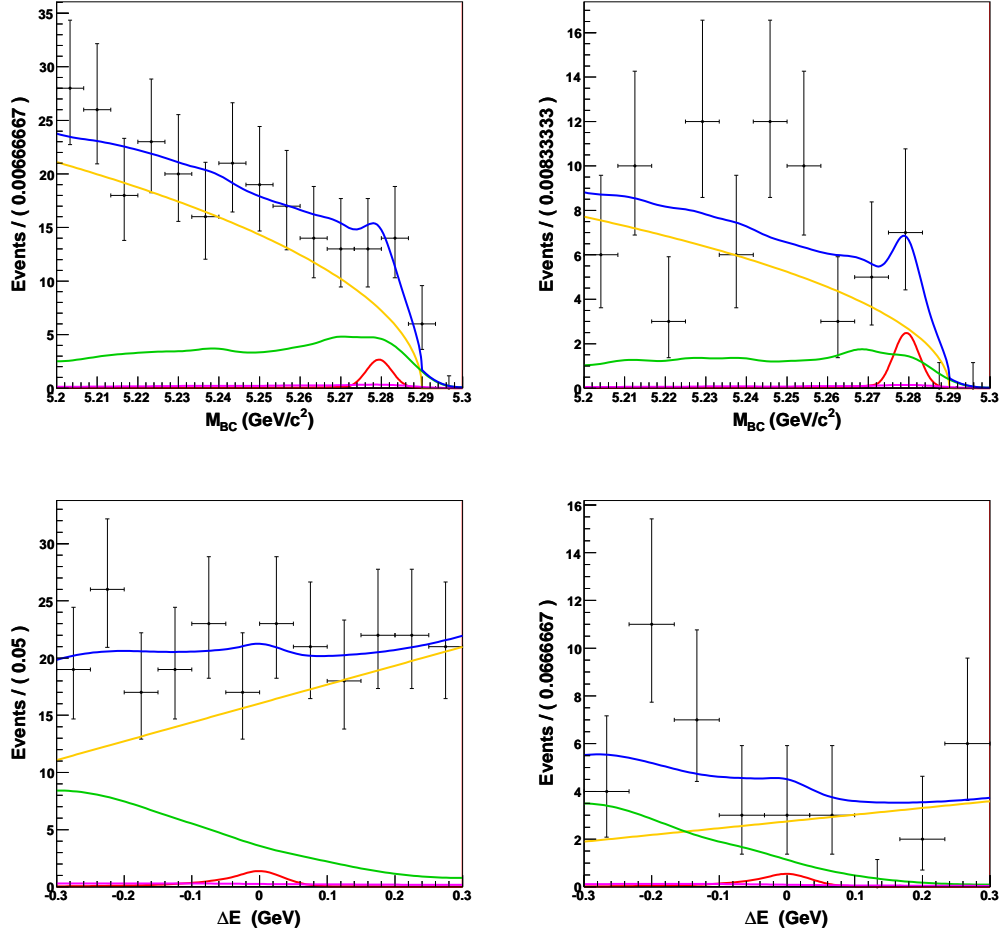 Events / ( 0.00666667 )
35
30
25
20
15
10
5
0
5.2 5.21 5.22 5.23 5.24 5.25 5.26 5.27 5.28 5.29 5.3
M_BC (GeV/c²)
Events / ( 0.00833333 )
16
14
12
10
8
6
4
2
0
5.2 5.21 5.22 5.23 5.24 5.25 5.26 5.27 5.28 5.29 5.3
M_BC (GeV/c²)
Events / ( 0.05 )
30
25
20
15
10
5
0
-0.3 -0.2 -0.1 0 0.1 0.2 0.3
ΔE (GeV)
Events / ( 0.0666667 )
16
14
12
10
8
6
4
2
0
-0.3 -0.2 -0.1 0 0.1 0.2 0.3
ΔE (GeV)